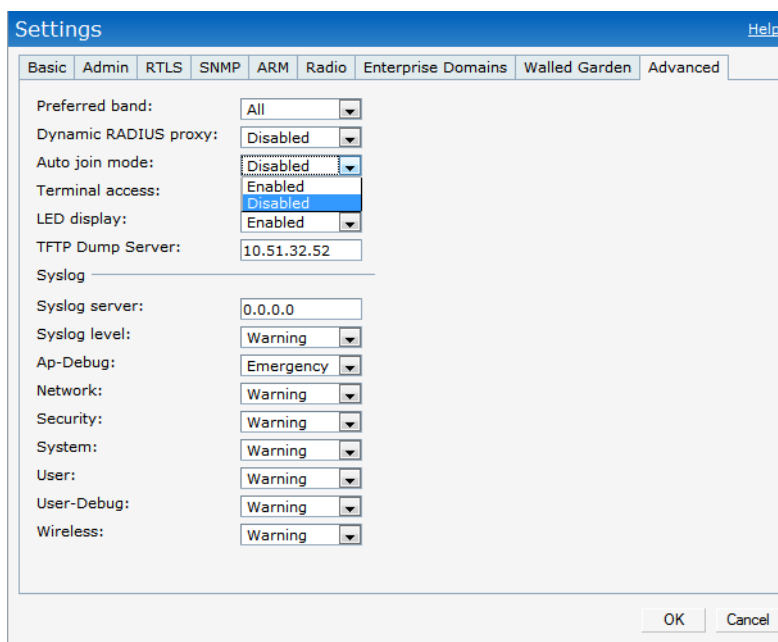 Settings
Help
Basic Admin RTLS SNMP ARM Radio Enterprise Domains Walled Garden Advanced
Preferred band: All
Dynamic RADIUS proxy: Disabled
Auto join mode: Disabled
Enabled
Terminal access:
Disabled
LED display: Enabled
TFTP Dump Server: 10.51.32.52
Syslog
Syslog server: 0.0.0.0
Syslog level: Warning
Ap-Debug: Emergency
Network: Warning
Security: Warning
System: Warning
User: Warning
User-Debug: Warning
Wireless: Warning
OK Cancel